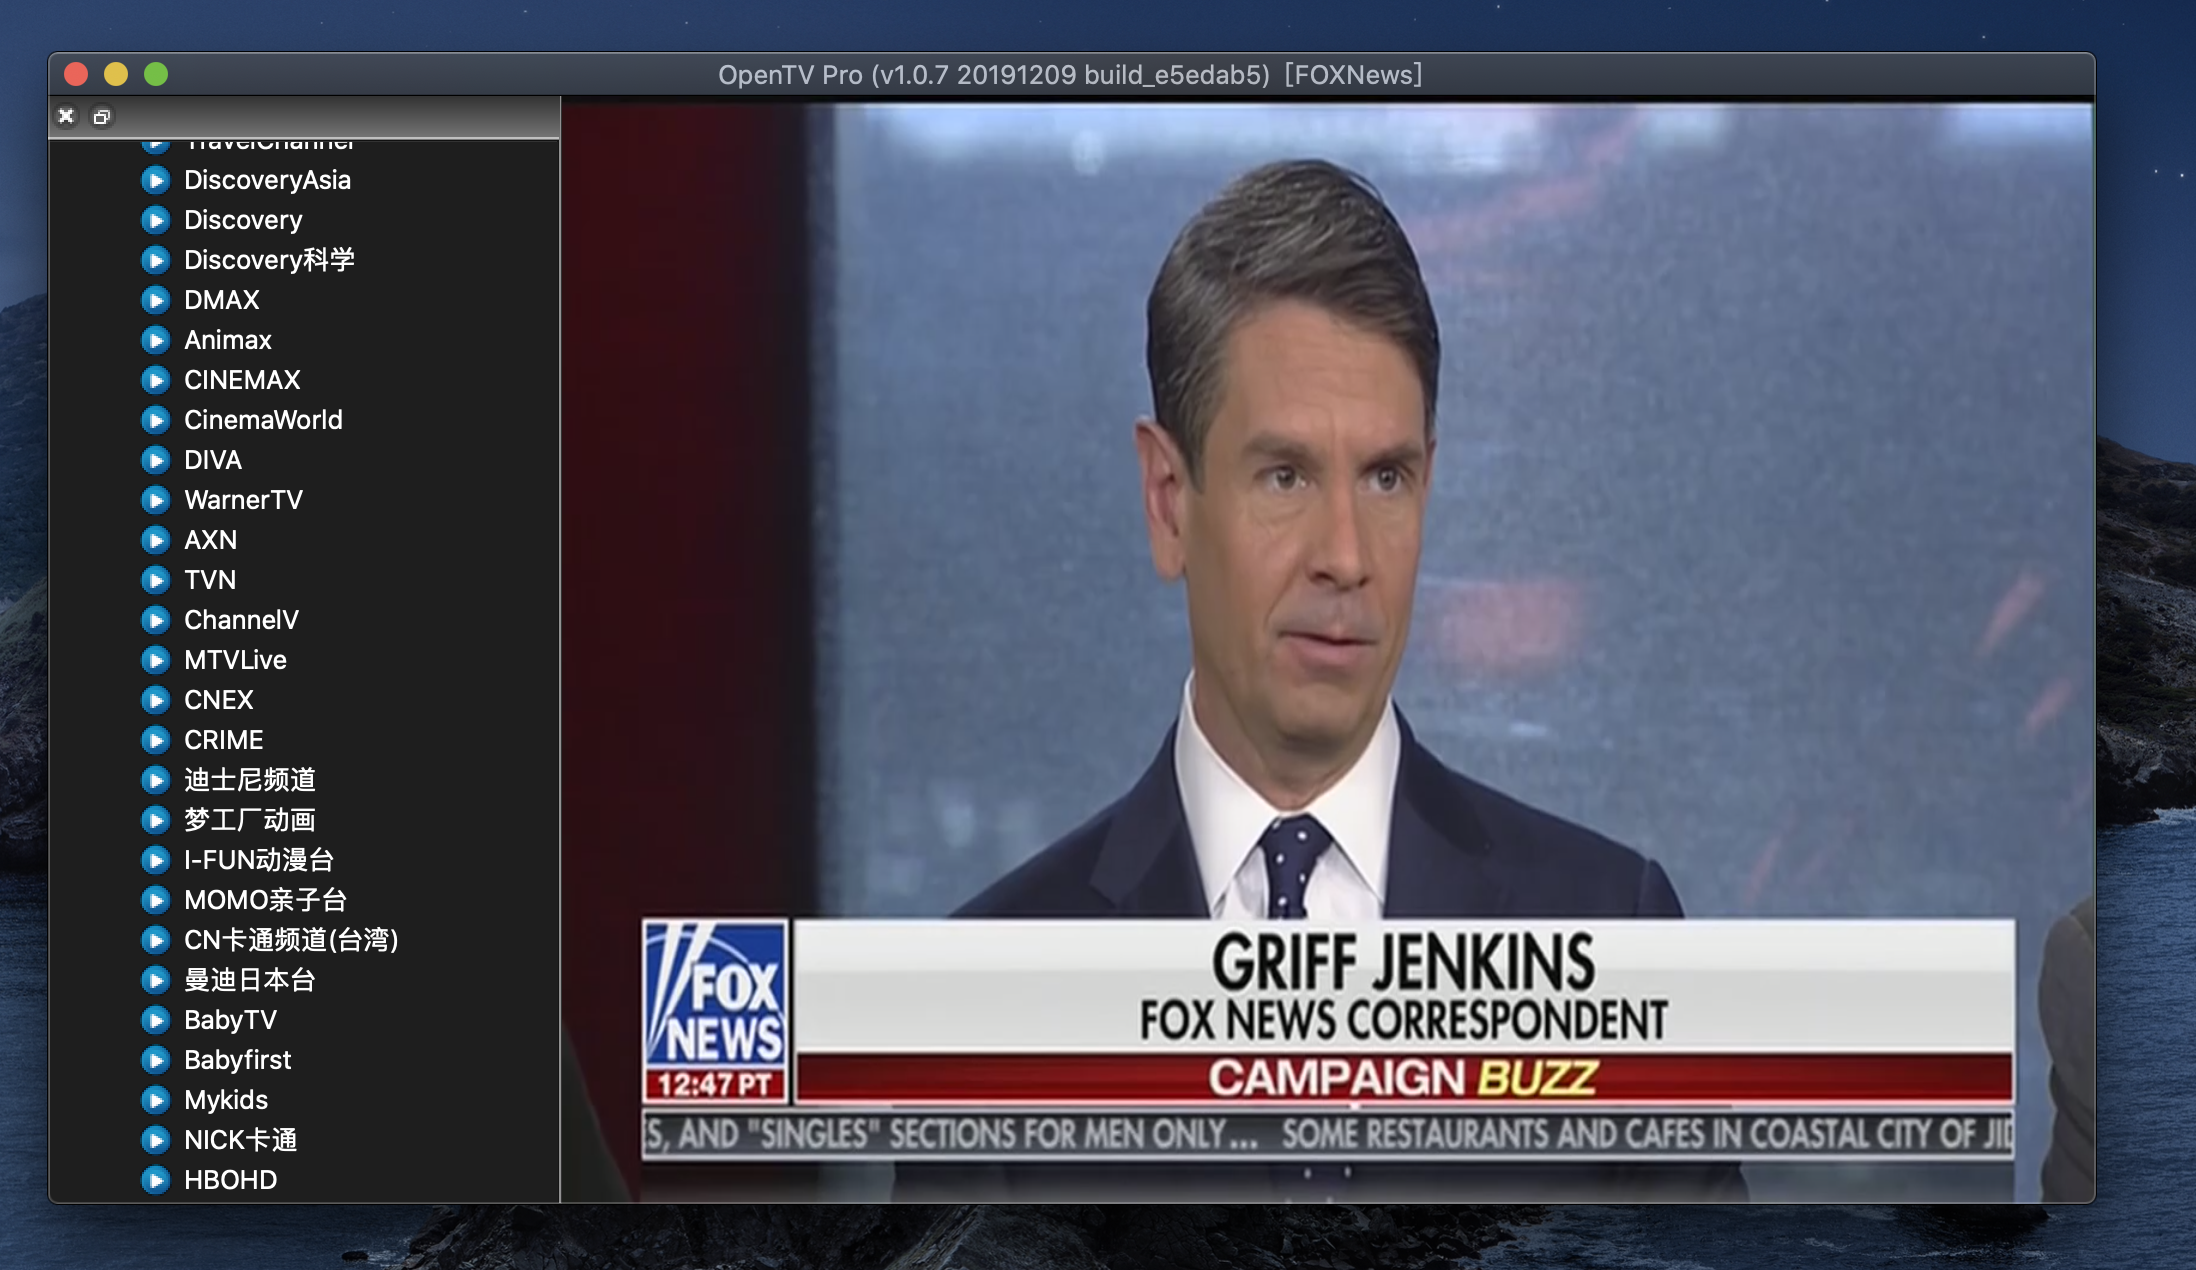 OpenTV Pro (v1.0.7 20191209 build_e5edab5) [FOXNews]
TravelChannel
DiscoveryAsia
Discovery
Discovery科学
DMAX
Animax
CINEMAX
CinemaWorld
DIVA
WarnerTV
AXN
TVN
ChannelV
MTVLive
CNEX
CRIME
迪士尼频道
梦工厂动画
I-FUN动漫台
MOMO亲子台
CN卡通频道(台湾)
曼迪日本台
BabyTV
Babyfirst
Mykids
NICK卡通
HBOHD
GRIFF JENKINS
FOX NEWS CORRESPONDENT
CAMPAIGN BUZZ
FOX
NEWS
12:47 PT
S, AND "SINGLES" SECTIONS FOR MEN ONLY... SOME RESTAURANTS AND CAFES IN COASTAL CITY OF